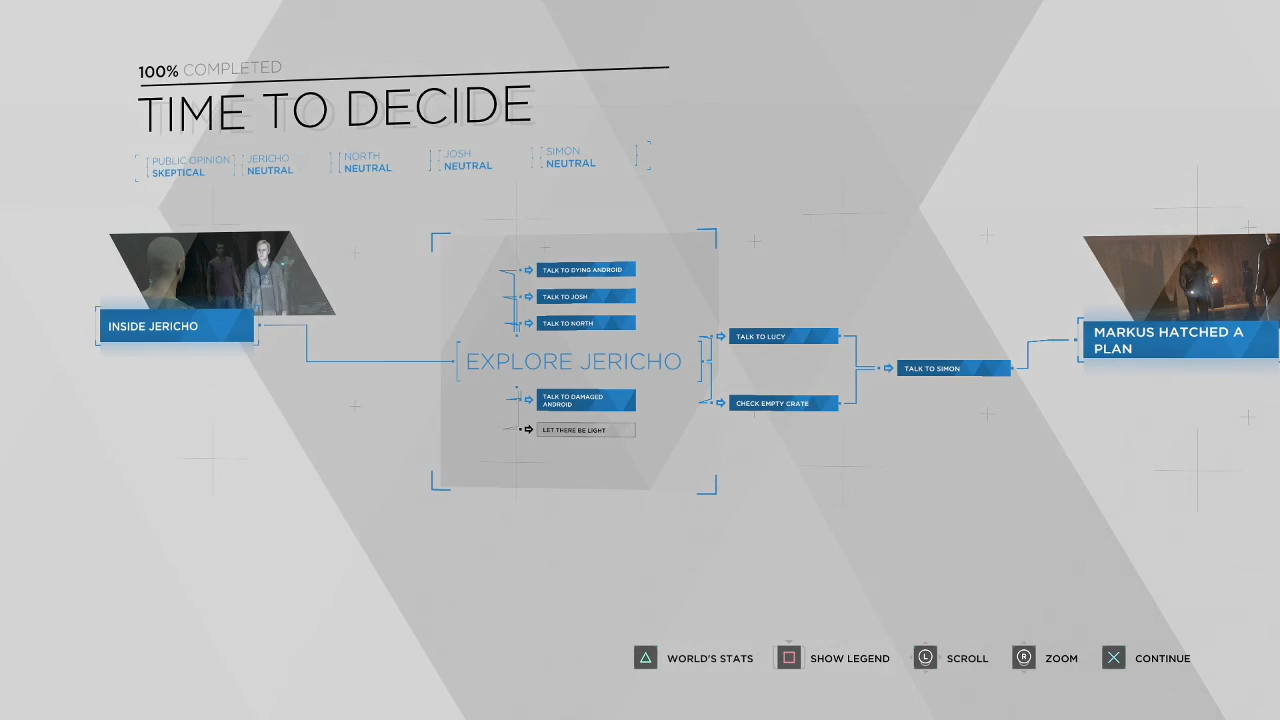 100% COMPLETED
TIME TO DECIDE
PUBLIC OPINION
SKEPTICAL
JERICHO
NEUTRAL
NORTH
NEUTRAL
JOSH
NEUTRAL
SIMON
NEUTRAL
INSIDE JERICHO
TALK TO DYING ANDROID
TALK TO JOSH
TALK TO NORTH
EXPLORE JERICHO
TALK TO DAMAGED
ANDROID
LET THERE BE LIGHT
TALK TO LUCY
CHECK EMPTY CRATE
TALK TO SIMON
MARKUS HATCHED A
PLAN
WORLD'S STATS
SHOW LEGEND
L
SCROLL
R
ZOOM
CONTINUE